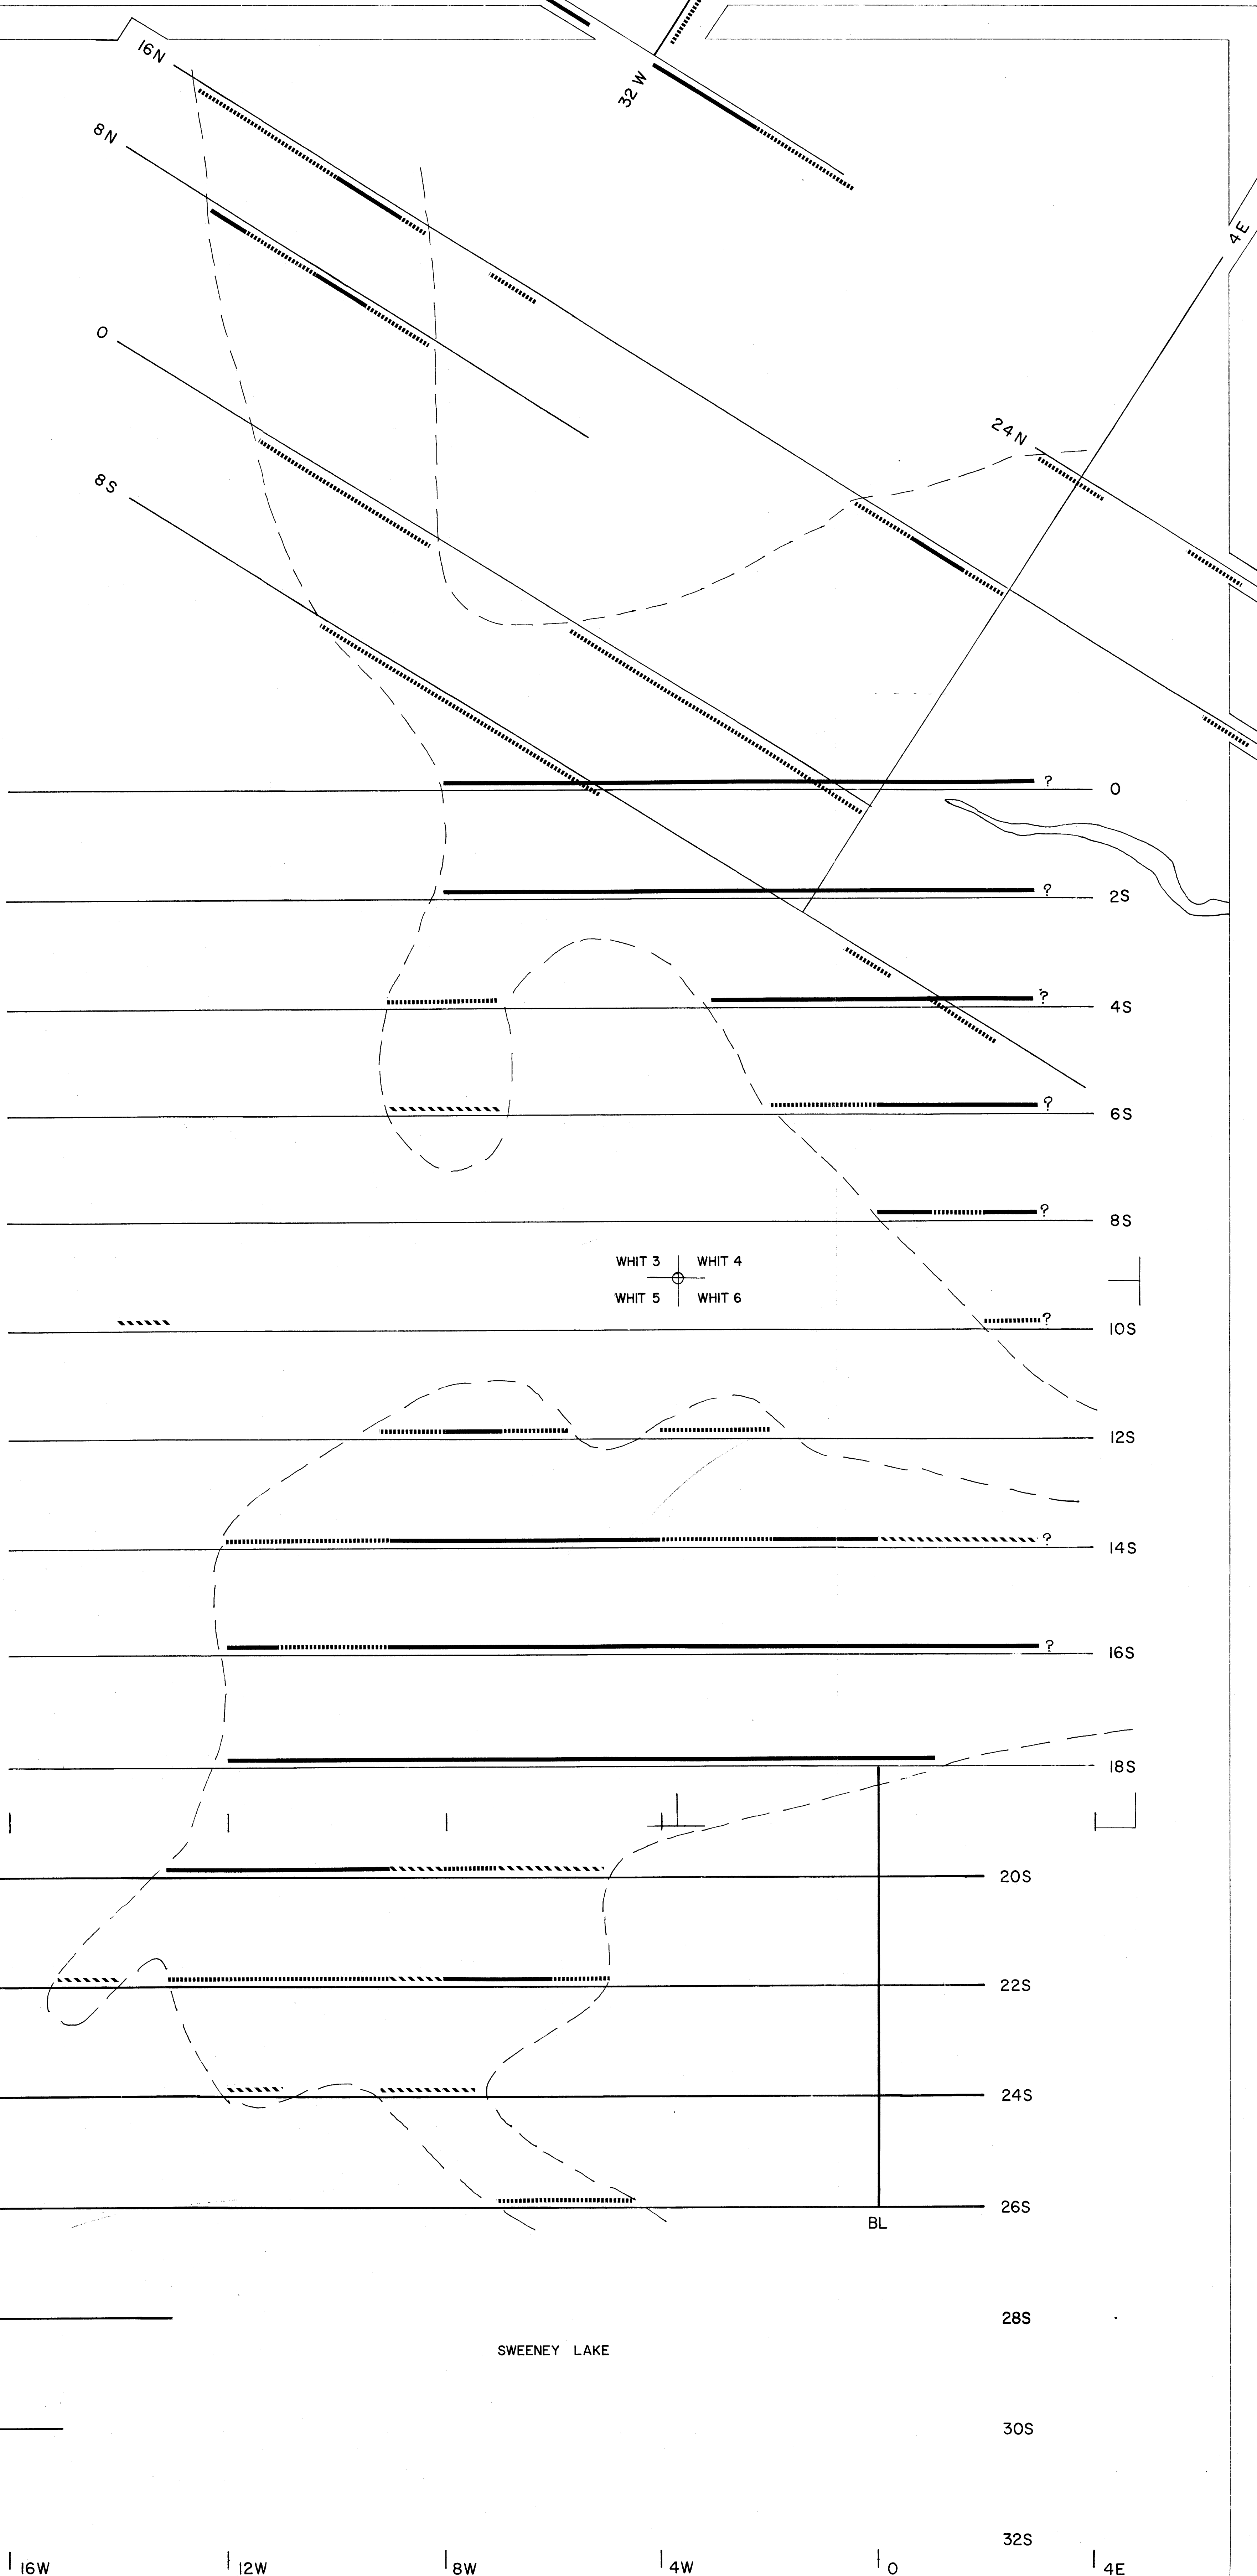 16N
32 W
8N
4E
0
24N
8S
?
0
?
2S
?
4S
?
6S
?
8S
WHIT 3 WHIT 4
WHIT 5 WHIT 6
?
10S
12S
?
14S
?
16S
18S
20S
22S
24S
26S
BL
28S
SWEENEY LAKE
30S
32S
16W 12W 8W 4W 0 4E